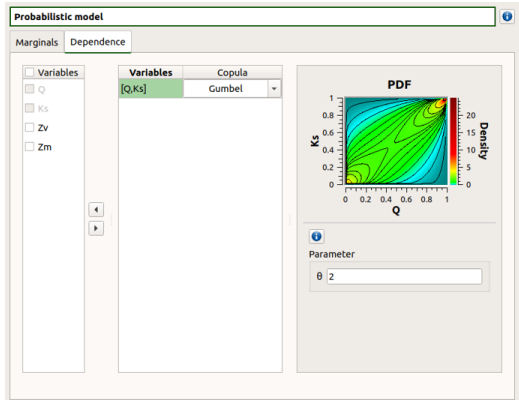 Probabilistic model
Marginals Dependence
Variables
Q
Ks
Zv
Zm
Variables Copula
[Q,Ks] Gumbel
PDF
1
0.8
0.6
0.4
0.2
0
Ks
0 0.2 0.4 0.6 0.8 1
Q
20
15
10
5
0
Density
Parameter
θ 2